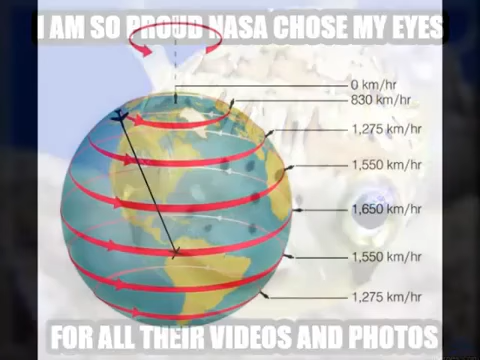 I AM SO PROUD NASA CHOSE MY EYES
0 km/hr
830 km/hr
1,275 km/hr
1,550 km/hr
1,650 km/hr
1,550 km/hr
1,275 km/hr
FOR ALL THEIR VIDEOS AND PHOTOS